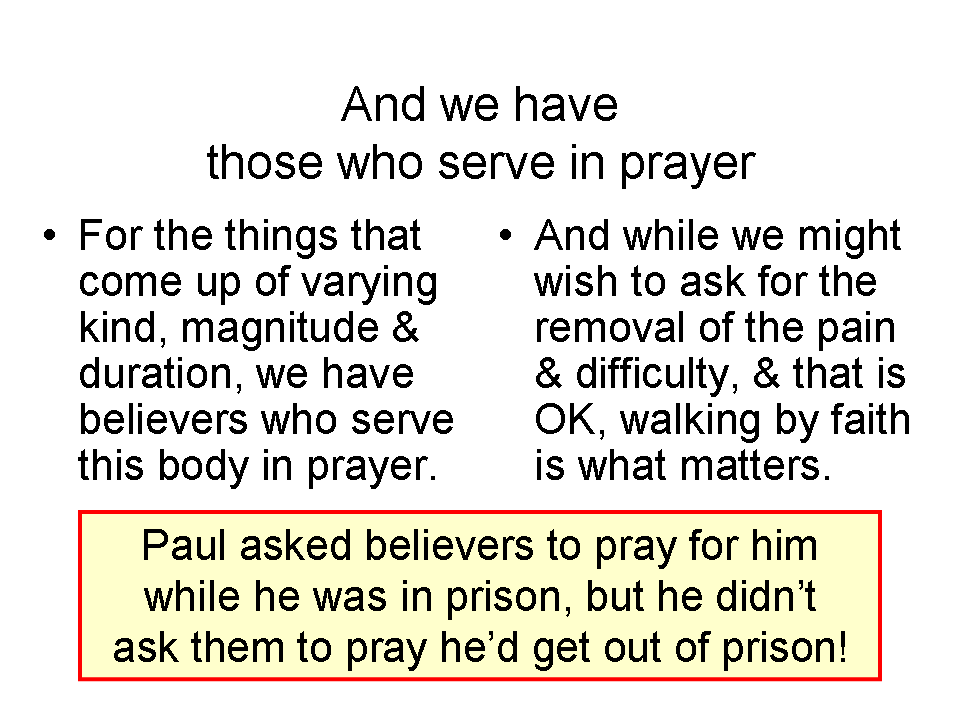 And we have
those who serve in prayer
• For the things that
come up of varying
kind, magnitude &
duration, we have
believers who serve
this body in prayer.
• And while we might
wish to ask for the
removal of the pain
& difficulty, & that is
OK, walking by faith
is what matters.
Paul asked believers to pray for him
while he was in prison, but he didn’t
ask them to pray he’d get out of prison!